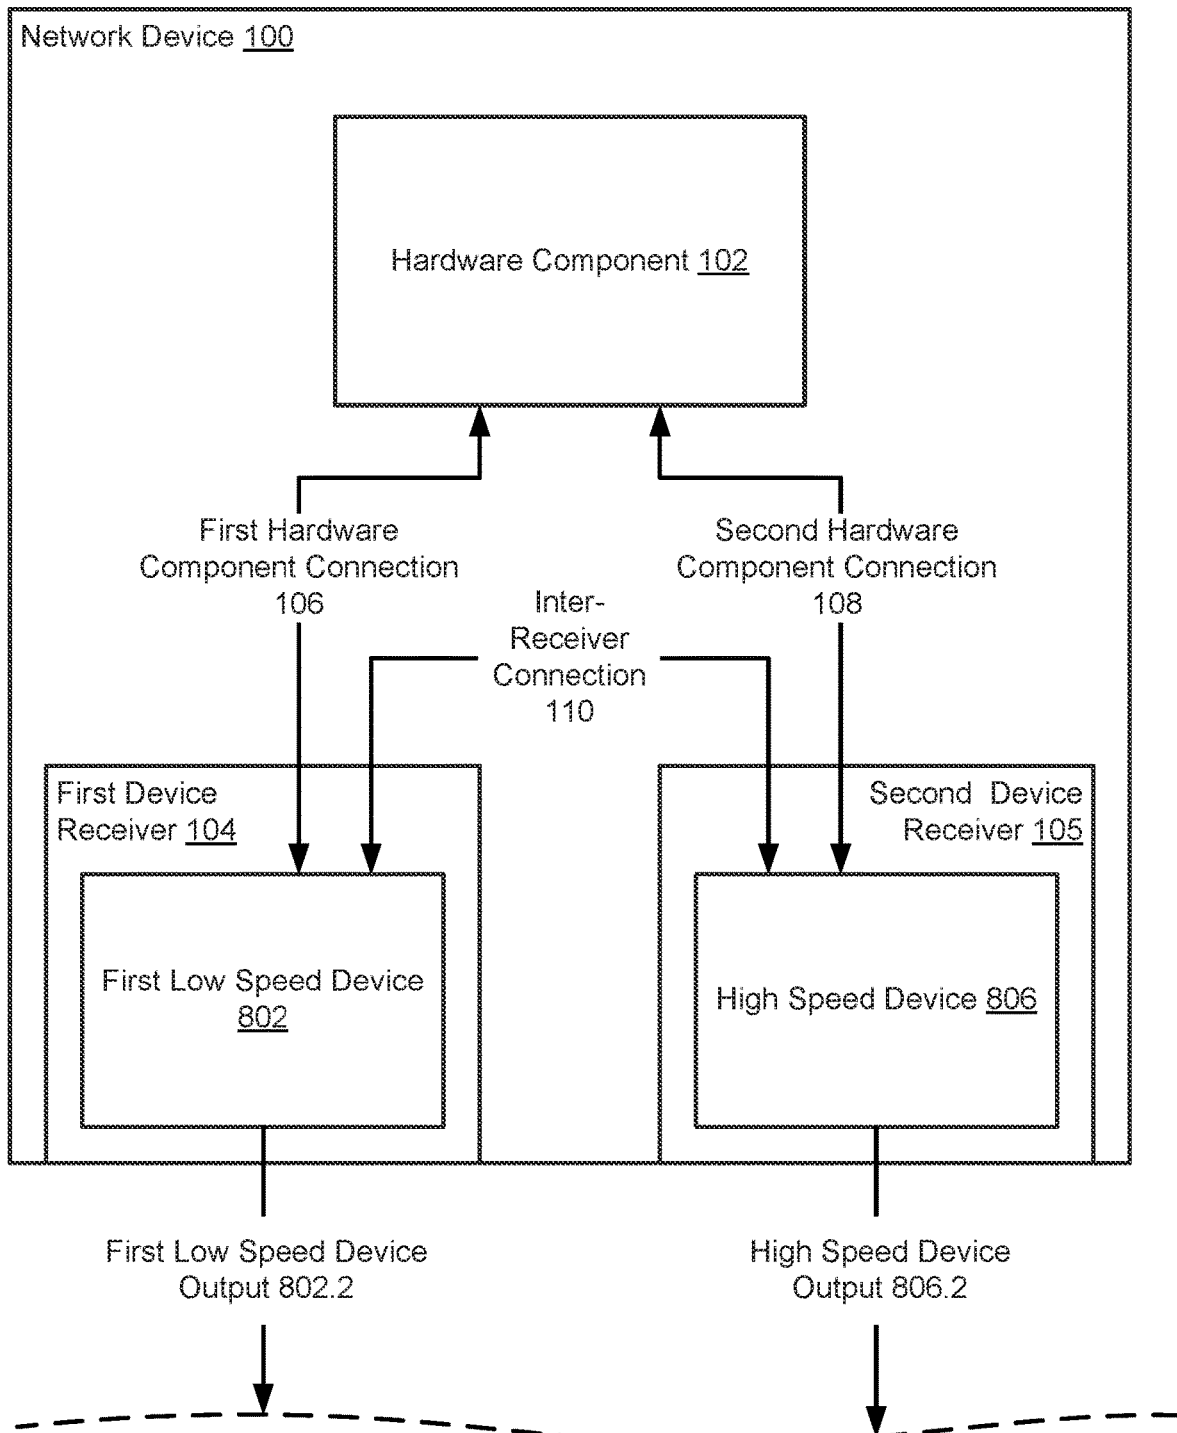 Network Device 100
Hardware Component 102
First Hardware
Component Connection
106
Second Hardware
Component Connection
108
Inter-
Receiver
Connection
110
First Device
Receiver 104
Second Device
Receiver 105
First Low Speed Device
802
High Speed Device 806
First Low Speed Device
Output 802.2
High Speed Device
Output 806.2